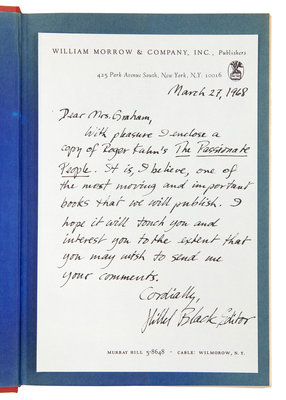 WILLIAM MORROW & COMPANY, INC., Publishers
425 Park Avenue South, New York, N.Y. 10016
March 27, 1968
Dear Mrs. Graham,
With pleasure I enclose a
copy of Roger Kahn's The Passionate
People. It is, I believe, one of
the most moving and important
books that we will publish. I
hope it will touch you and
interest you to the extent that
you may wish to send me
your comments.
Cordially,
Hillel Black, Editor
MURRAY HILL 5-8648 · CABLE: WILMORROW, N.Y.